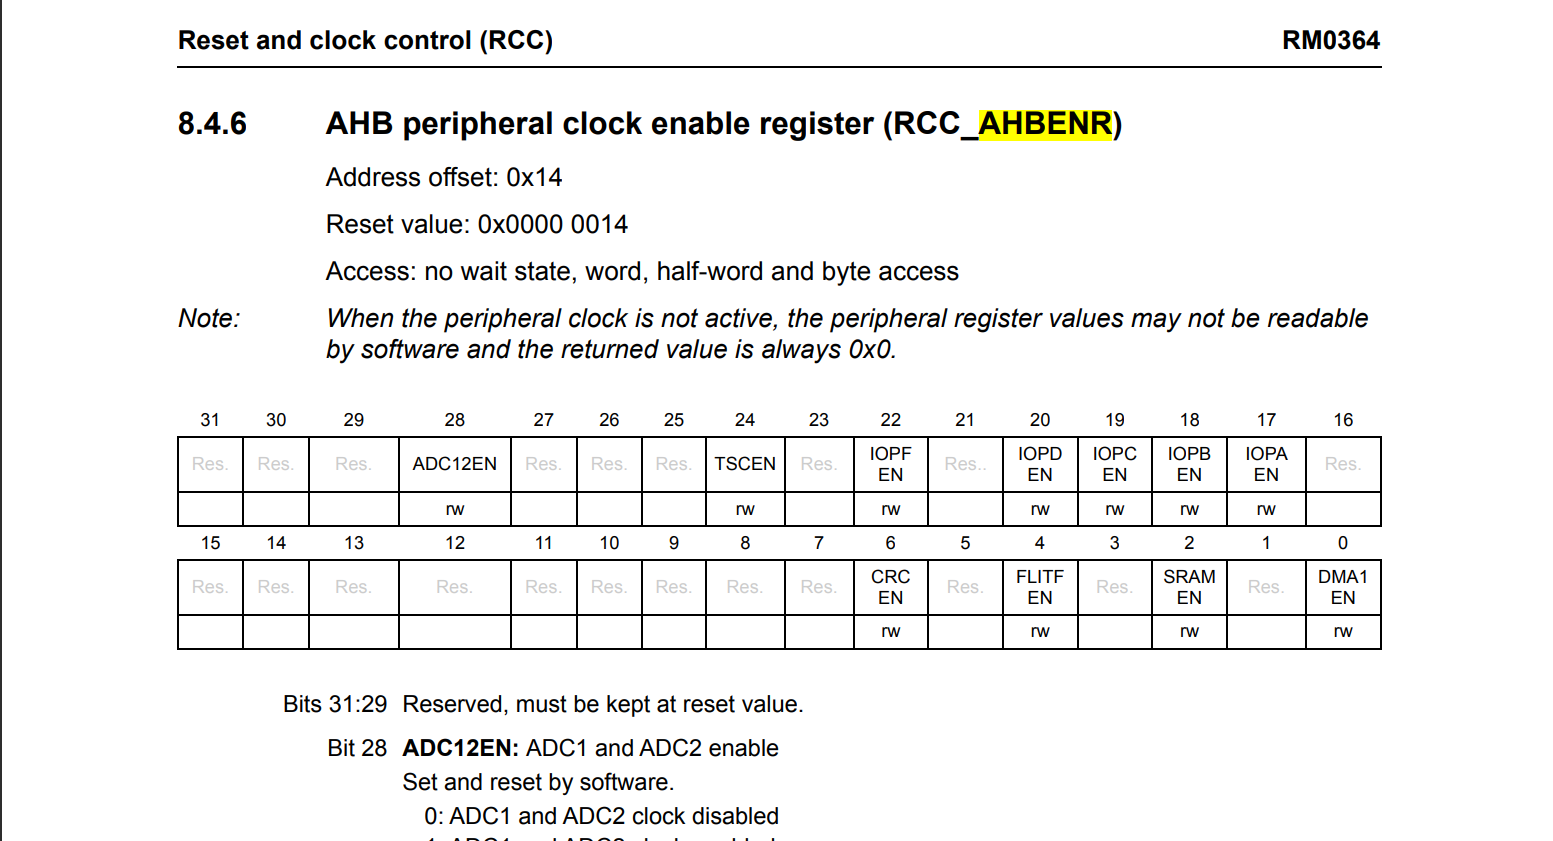 Reset and clock control (RCC) RM0364
8.4.6 AHB peripheral clock enable register (RCC_AHBENR)
Address offset: 0x14
Reset value: 0x0000 0014
Access: no wait state, word, half-word and byte access
Note: When the peripheral clock is not active, the peripheral register values may not be readable
by software and the returned value is always 0x0.
31 30 29 28 27 26 25 24 23 22 21 20 19 18 17 16
Res. Res. Res. ADC12EN Res. Res. Res. TSCEN Res. IOPF EN Res.. IOPD EN IOPC EN IOPB EN IOPA EN Res.
rw rw rw rw rw rw rw
15 14 13 12 11 10 9 8 7 6 5 4 3 2 1 0
Res. Res. Res. Res. Res. Res. Res. Res. Res. CRC EN Res. FLITF EN Res. SRAM EN Res. DMA1 EN
rw rw rw rw
Bits 31:29 Reserved, must be kept at reset value.
Bit 28 ADC12EN: ADC1 and ADC2 enable
Set and reset by software.
0: ADC1 and ADC2 clock disabled